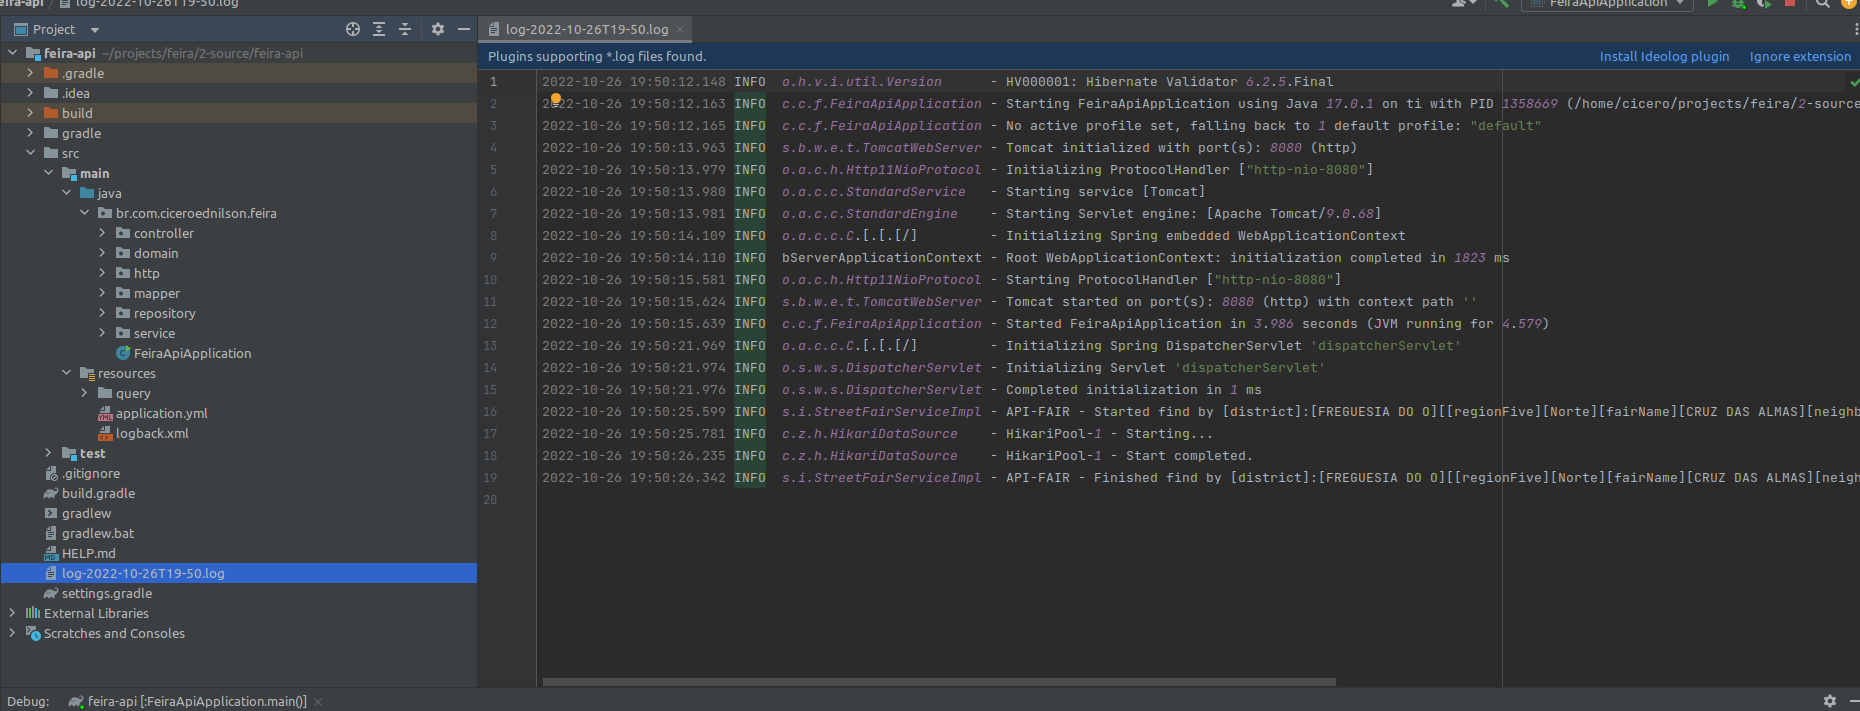 feira-api log-2022-10-26T19-50.log
FeiraApiApplication
Project
feira-api ~/projects/feira/2-source/feira-api
.gradle
.idea
build
gradle
src
main
java
br.com.ciceroednilson.feira
controller
domain
http
mapper
repository
service
FeiraApiApplication
resources
query
application.yml
logback.xml
test
.gitignore
build.gradle
gradlew
gradlew.bat
HELP.md
log-2022-10-26T19-50.log
settings.gradle
External Libraries
Scratches and Consoles
log-2022-10-26T19-50.log
Plugins supporting *.log files found. Install Ideolog plugin Ignore extension
1 2022-10-26 19:50:12.148 INFO o.h.v.i.util.Version - HV000001: Hibernate Validator 6.2.5.Final
2 2022-10-26 19:50:12.163 INFO c.c.f.FeiraApiApplication - Starting FeiraApiApplication using Java 17.0.1 on ti with PID 1358669 (/home/cicero/projects/feira/2-source
3 2022-10-26 19:50:12.165 INFO c.c.f.FeiraApiApplication - No active profile set, falling back to 1 default profile: "default"
4 2022-10-26 19:50:13.963 INFO s.b.w.e.t.TomcatWebServer - Tomcat initialized with port(s): 8080 (http)
5 2022-10-26 19:50:13.979 INFO o.a.c.h.Http11NioProtocol - Initializing ProtocolHandler ["http-nio-8080"]
6 2022-10-26 19:50:13.980 INFO o.a.c.c.StandardService - Starting service [Tomcat]
7 2022-10-26 19:50:13.981 INFO o.a.c.c.StandardEngine - Starting Servlet engine: [Apache Tomcat/9.0.68]
8 2022-10-26 19:50:14.109 INFO o.a.c.c.C.[.[.[/] - Initializing Spring embedded WebApplicationContext
9 2022-10-26 19:50:14.110 INFO bServerApplicationContext - Root WebApplicationContext: initialization completed in 1823 ms
10 2022-10-26 19:50:15.581 INFO o.a.c.h.Http11NioProtocol - Starting ProtocolHandler ["http-nio-8080"]
11 2022-10-26 19:50:15.624 INFO s.b.w.e.t.TomcatWebServer - Tomcat started on port(s): 8080 (http) with context path ''
12 2022-10-26 19:50:15.639 INFO c.c.f.FeiraApiApplication - Started FeiraApiApplication in 3.986 seconds (JVM running for 4.579)
13 2022-10-26 19:50:21.969 INFO o.a.c.c.C.[.[.[/] - Initializing Spring DispatcherServlet 'dispatcherServlet'
14 2022-10-26 19:50:21.974 INFO o.s.w.s.DispatcherServlet - Initializing Servlet 'dispatcherServlet'
15 2022-10-26 19:50:21.976 INFO o.s.w.s.DispatcherServlet - Completed initialization in 1 ms
16 2022-10-26 19:50:25.599 INFO s.i.StreetFairServiceImpl - API-FAIR - Started find by [district]:[FREGUESIA DO O][[regionFive][Norte][fairName][CRUZ DAS ALMAS][neighb
17 2022-10-26 19:50:25.781 INFO c.z.h.HikariDataSource - HikariPool-1 - Starting...
18 2022-10-26 19:50:26.235 INFO c.z.h.HikariDataSource - HikariPool-1 - Start completed.
19 2022-10-26 19:50:26.342 INFO s.i.StreetFairServiceImpl - API-FAIR - Finished find by [district]:[FREGUESIA DO O][[regionFive][Norte][fairName][CRUZ DAS ALMAS][neigh
20
Debug: feira-api [:FeiraApiApplication.main()]